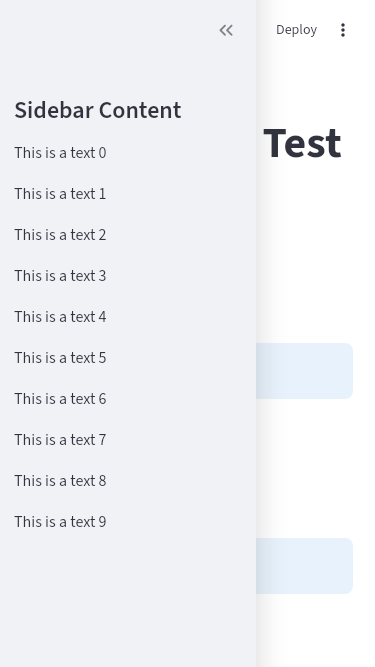 Deploy
Sidebar Content
Test
This is a text 0
This is a text 1
This is a text 2
This is a text 3
This is a text 4
This is a text 5
This is a text 6
This is a text 7
This is a text 8
This is a text 9